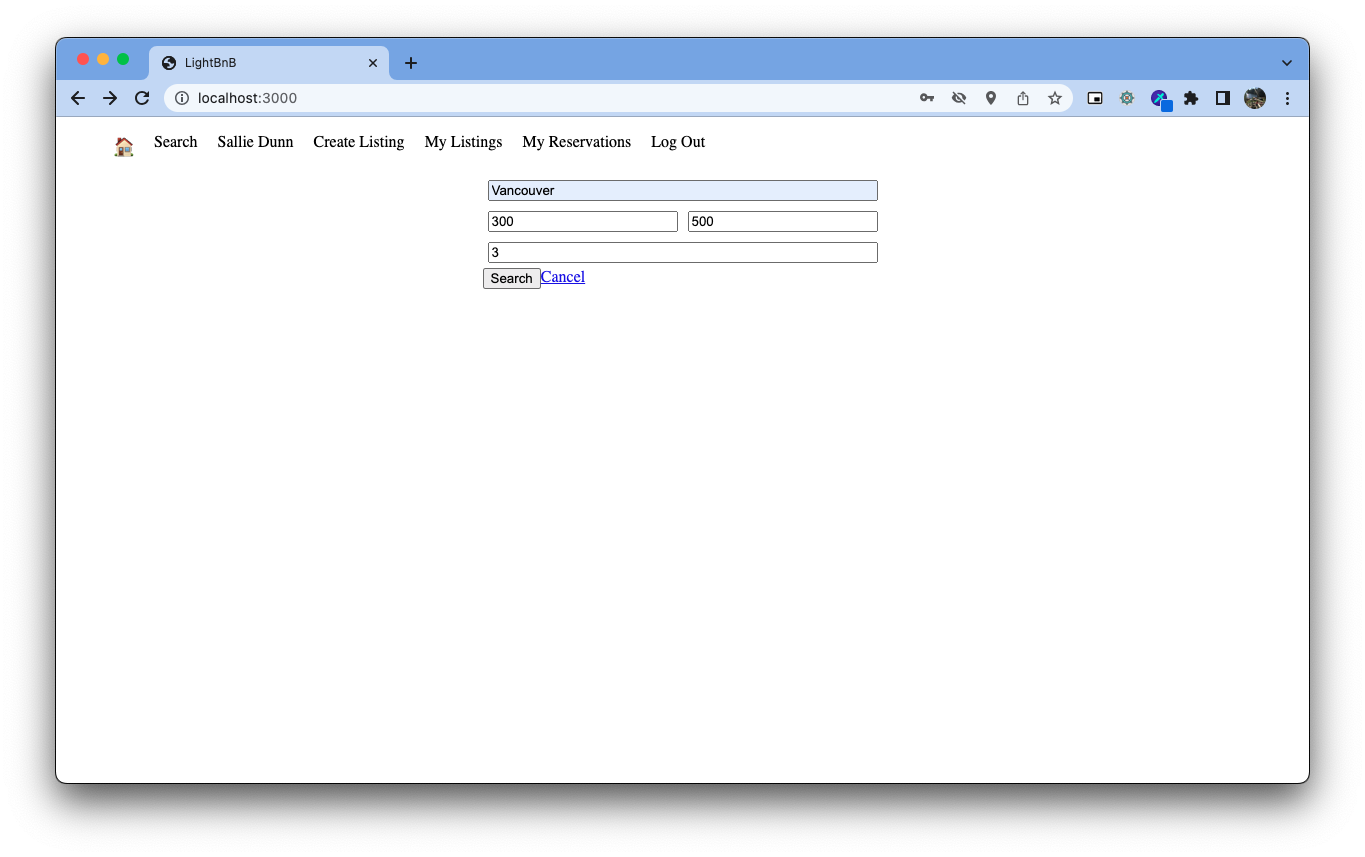 LightBnB
localhost:3000
Search Sallie Dunn Create Listing My Listings My Reservations Log Out
Vancouver
300 500
3
Search Cancel